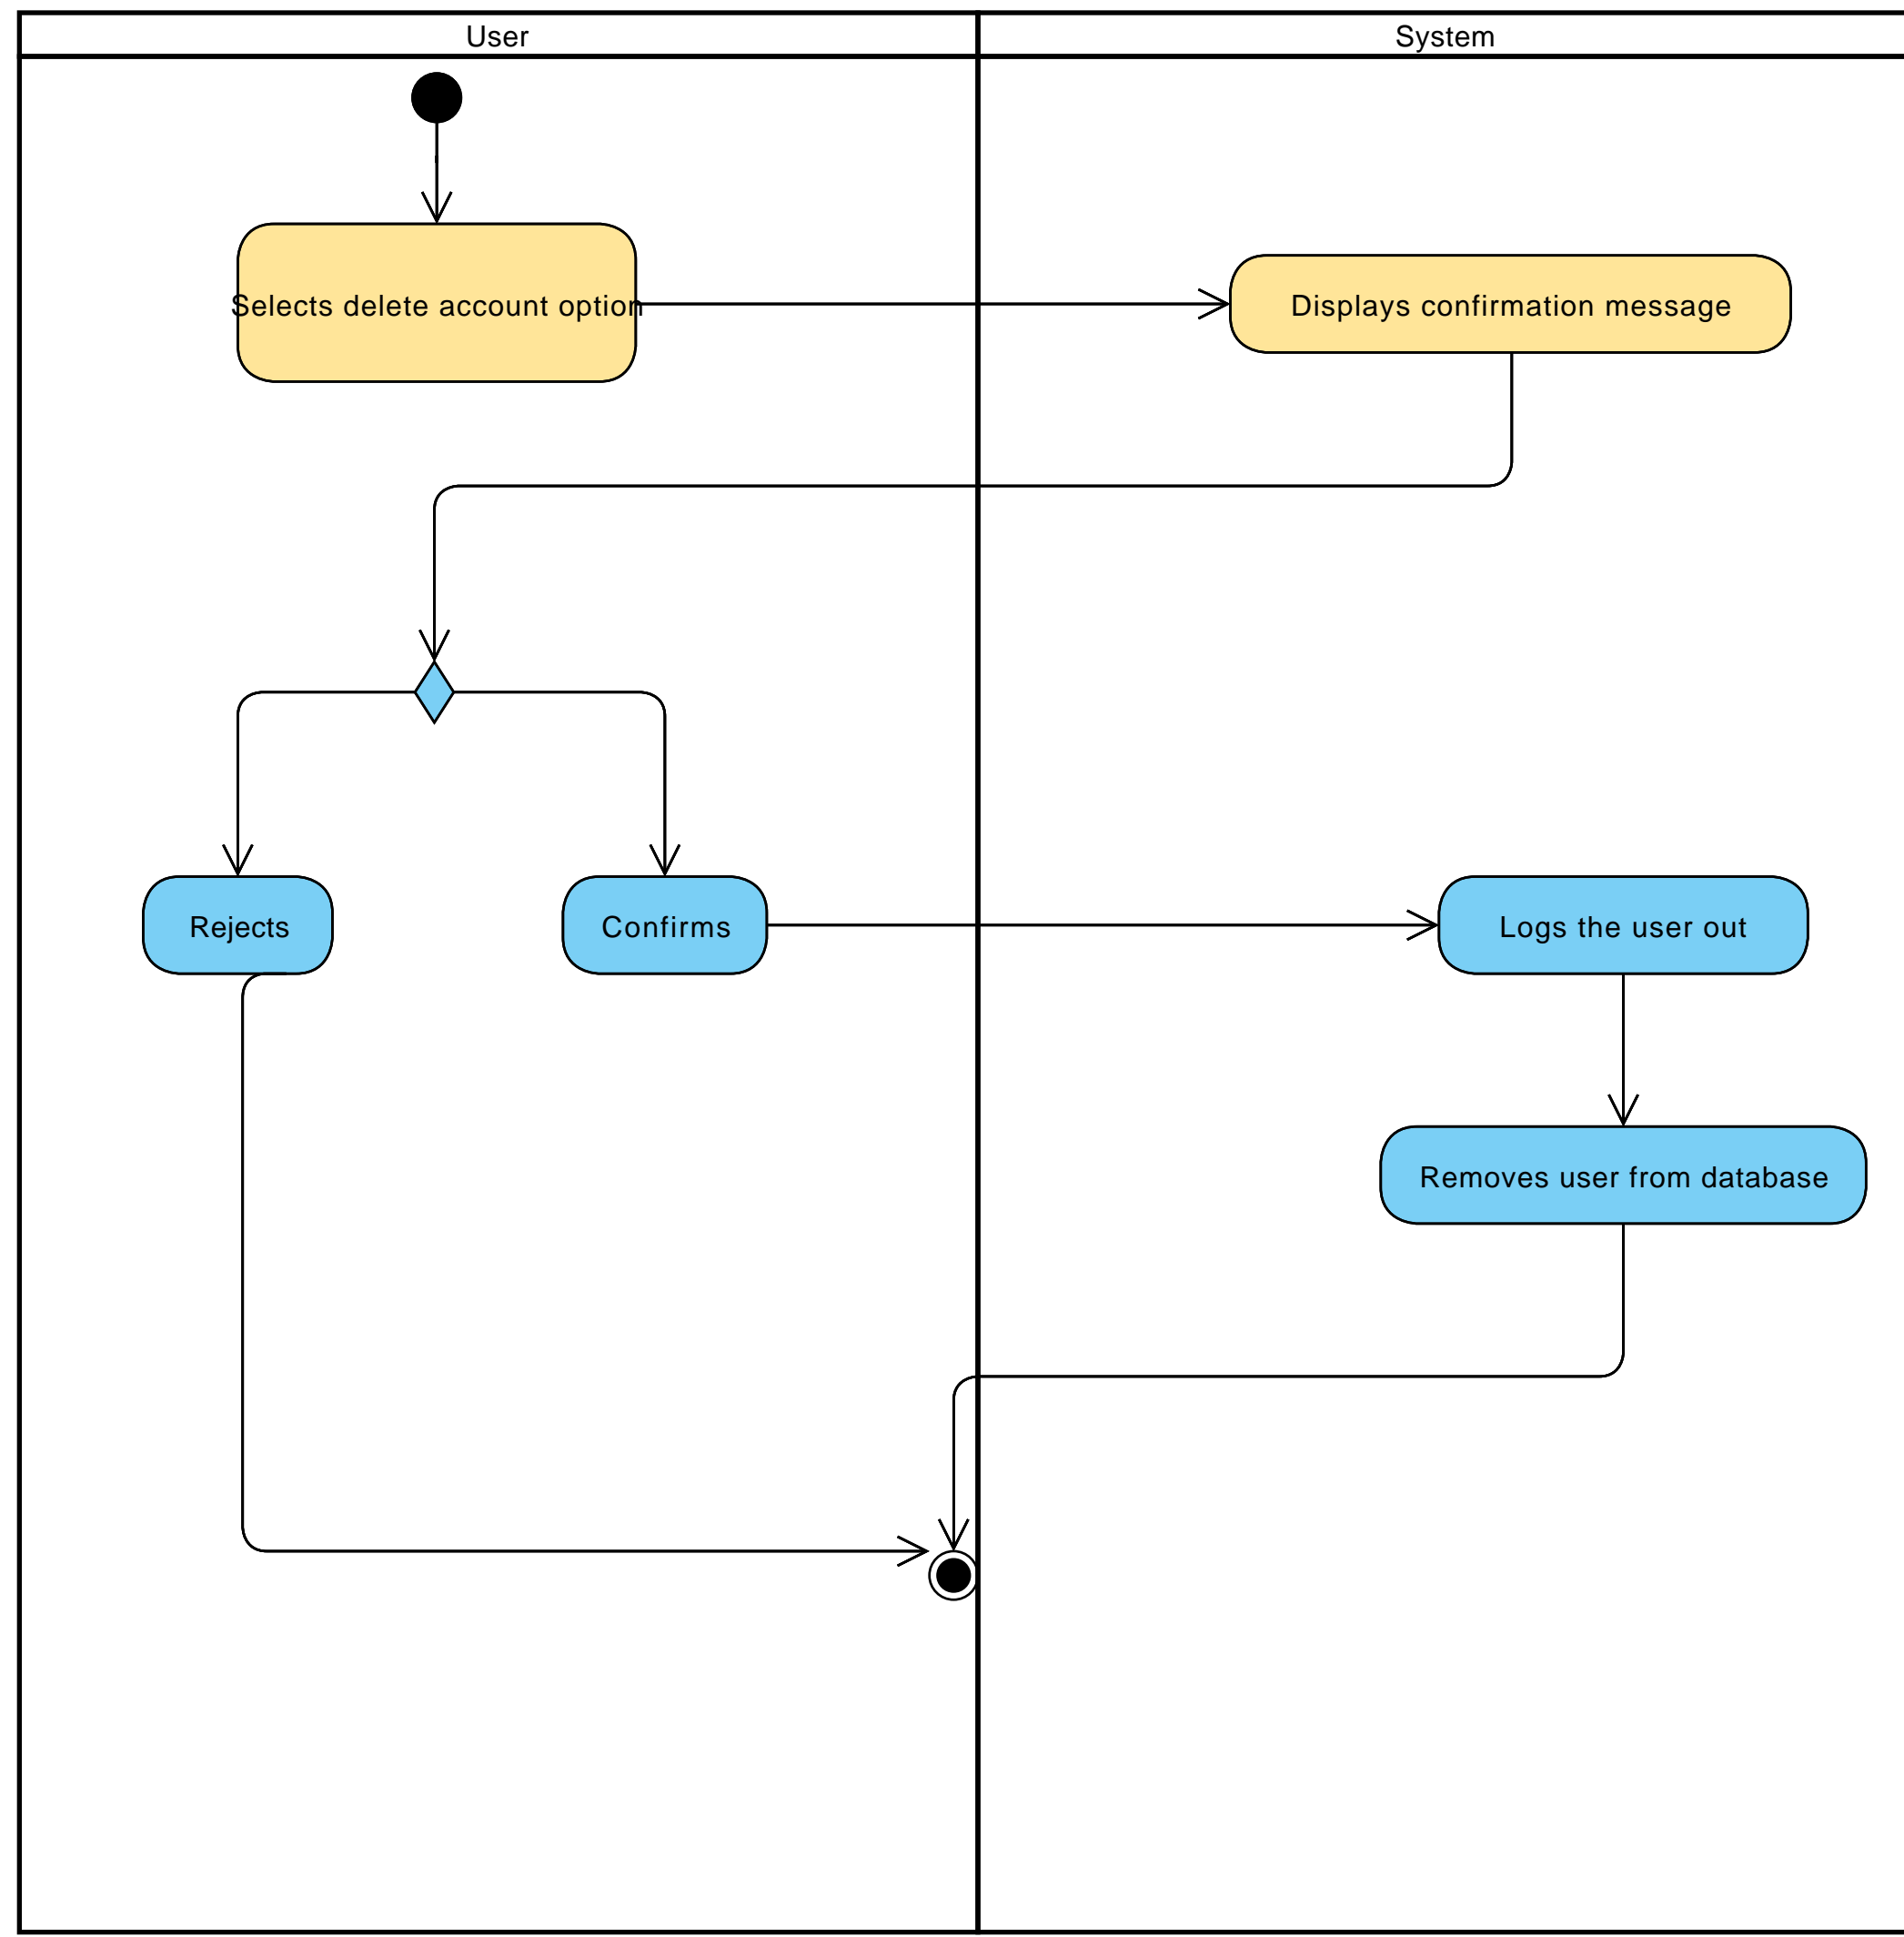 User
System
Selects delete account option
Displays confirmation message
Rejects
Confirms
Logs the user out
Removes user from database